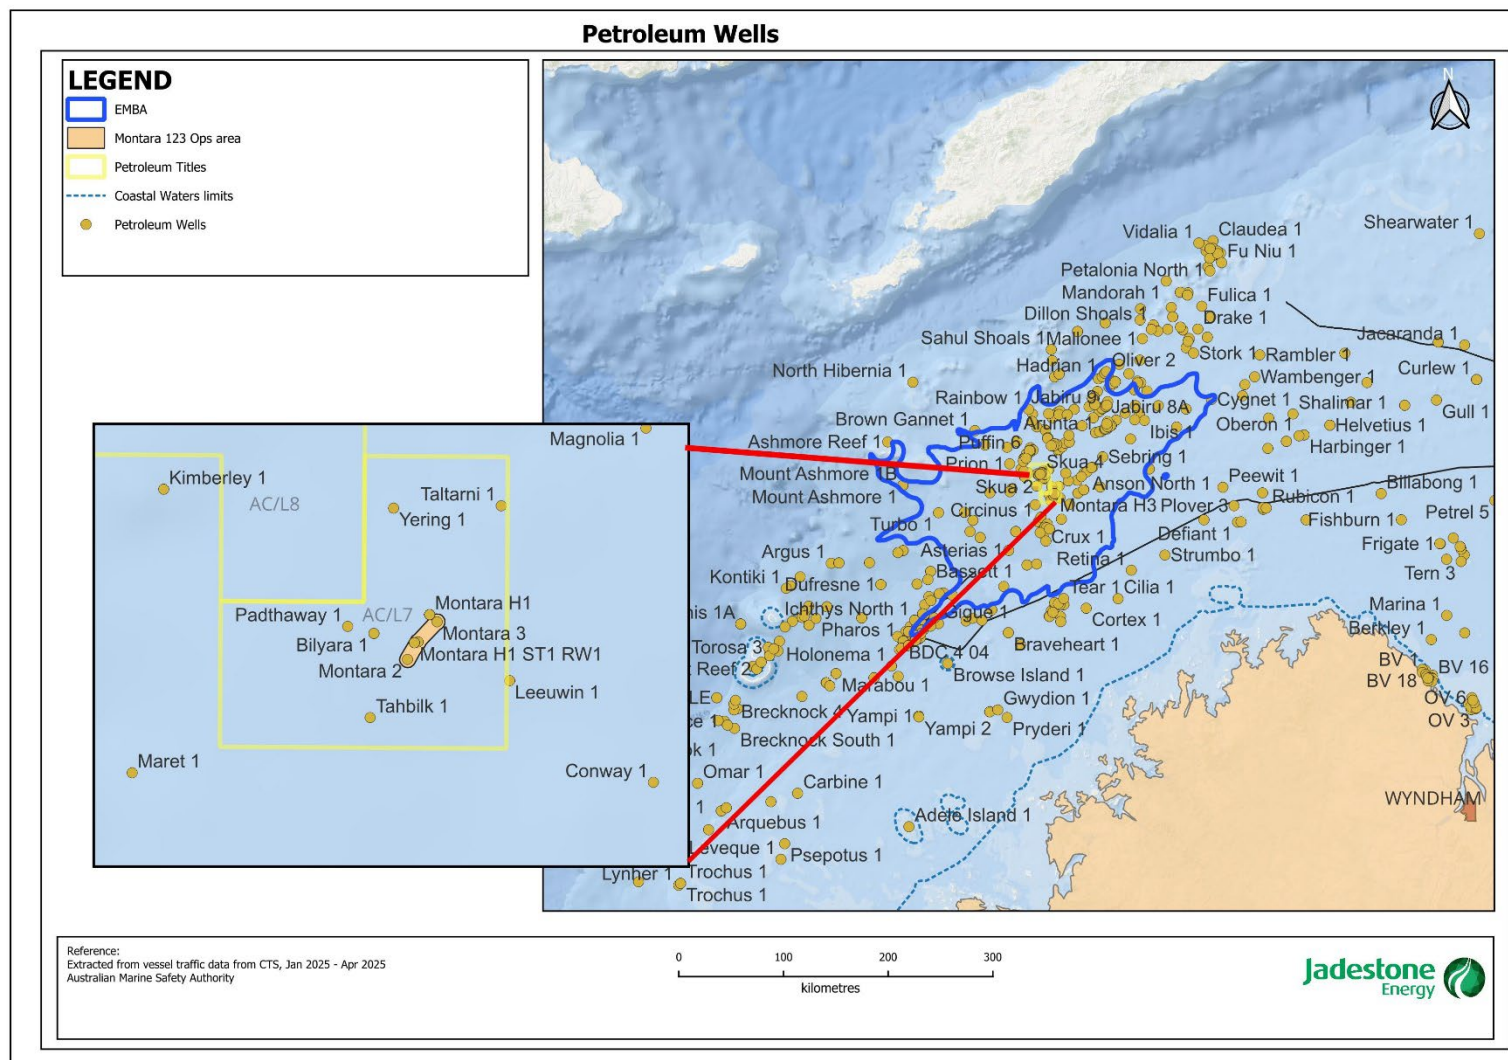 Petroleum Wells
LEGEND
EMBA
Montara 123 Ops area
Petroleum Titles
Coastal Waters limits
Petroleum Wells
N
Shearwater 1
Vidalia 1
Claudea 1
Fu Niu 1
Petalonia North 1
Mandorah 1
Fulica 1
Dillon Shoals 1
Drake 1
Sahul Shoals 1
Mallonee 1
Jacaranda 1
Stork 1
Rambler 1
Hadrian 1
Oliver 2
North Hibernia 1
Wambenger 1
Curlew 1
Rainbow 1
Jabiru 9
Jabiru 8A
Cygnet 1
Shalimar 1
Gull 1
Brown Gannet 1
Arunta 1
Ibis 1
Oberon 1
Helvetius 1
Ashmore Reef 1
Puffin 6
Harbinger 1
Prion 1
Skua 4
Sebring 1
Mount Ashmore 1B
Skua 2
Anson North 1
Peewit 1
Billabong 1
Mount Ashmore 1
Rubicon 1
Circinus 1
Montara H3
Plover 3
Petrel 5
Turbo 1
Fishburn 1
Crux 1
Defiant 1
Frigate 1
Argus 1
Asterias 1
Retina 1
Strumbo 1
Tern 3
Kontiki 1
Dufresne 1
Bassett 1
Tear 1
Cilia 1
nis 1A
Ichthys North 1
Gigue 1
Cortex 1
Marina 1
Pharos 1
Berkley 1
Torosa 3
Holonema 1
BDC 4 04
Braveheart 1
t Reef 2
Browse Island 1
BV 1
BV 16
BV 18
Marabou 1
Gwydion 1
OV 6
LE
Brecknock 4
Yampi 1
Yampi 2
Pryderi 1
OV 3
ce 1
Brecknock South 1
ok 1
Omar 1
Carbine 1
WYNDHAM
1
Arquebus 1
Adele Island 1
Leveque 1
Psepotus 1
Lynher 1
Trochus 1
Trochus 1
Magnolia 1
Kimberley 1
AC/L8
Taltarni 1
Yering 1
Padthaway 1
AC/L7
Montara H1
Bilyara 1
Montara 3
Montara H1 ST1 RW1
Montara 2
Leeuwin 1
Tahbilk 1
Maret 1
Conway 1
Reference:
Extracted from vessel traffic data from CTS, Jan 2025 - Apr 2025
Australian Marine Safety Authority
0 100 200 300
kilometres
Jadestone
Energy